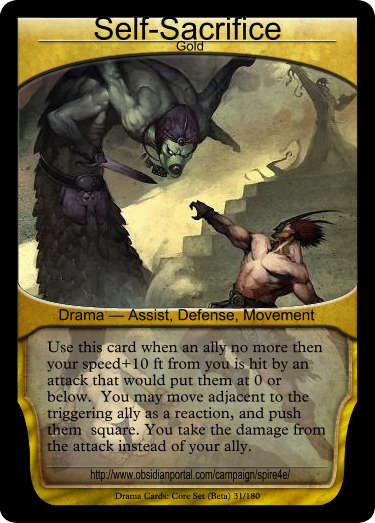 Self-Sacrifice
Gold
Drama — Assist, Defense, Movement
Use this card when an ally no more then
your speed+10 ft from you is hit by an
attack that would put them at 0 or
below.  You may move adjacent to the
triggering ally as a reaction, and push
them  square. You take the damage from
the attack instead of your ally.
http://www.obsidianportal.com/campaign/spire4e/
Drama Cards: Core Set (Beta) 31/180